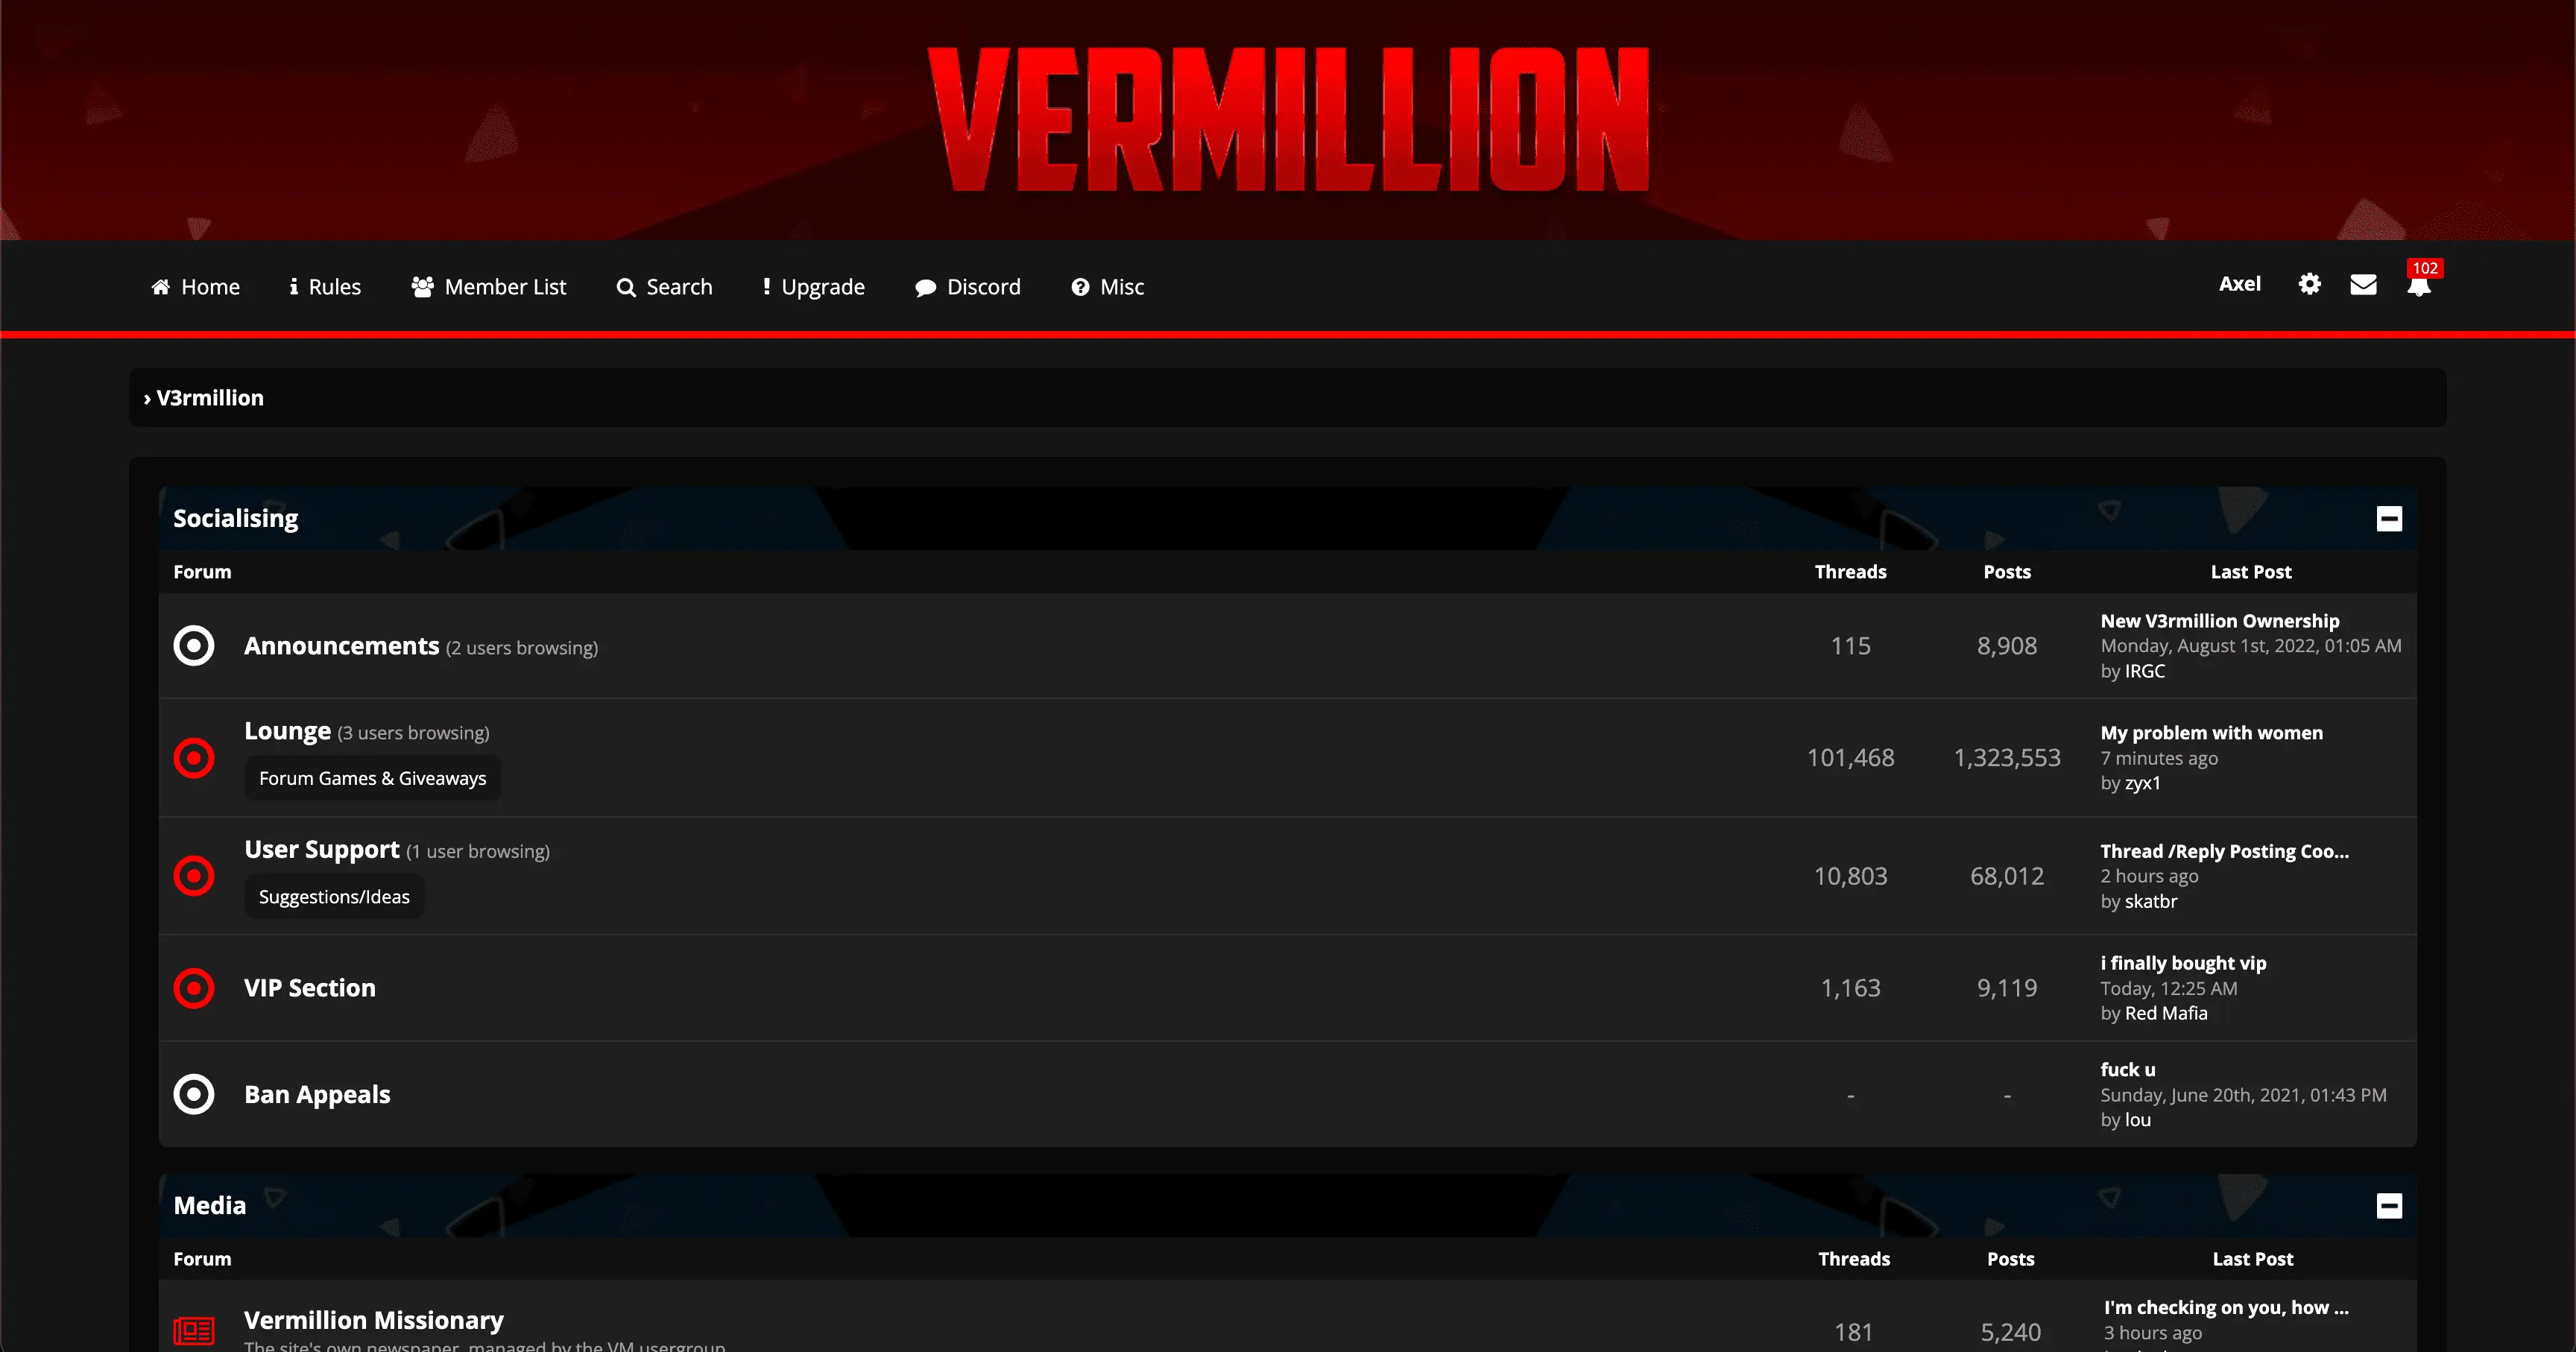 VERMILLION
Home Rules Member List Search Upgrade Discord Misc Axel 102
› V3rmillion
Socialising
Forum Threads Posts Last Post
Announcements (2 users browsing) 115 8,908
New V3rmillion Ownership
Monday, August 1st, 2022, 01:05 AM
by IRGC
Lounge (3 users browsing)
Forum Games & Giveaways
101,468 1,323,553
My problem with women
7 minutes ago
by zyx1
User Support (1 user browsing)
Suggestions/Ideas
10,803 68,012
Thread /Reply Posting Coo...
2 hours ago
by skatbr
VIP Section 1,163 9,119
i finally bought vip
Today, 12:25 AM
by Red Mafia
Ban Appeals - -
fuck u
Sunday, June 20th, 2021, 01:43 PM
by lou
Media
Forum Threads Posts Last Post
Vermillion Missionary
The site's own newspaper, managed by the VM usergroup
181 5,240
I'm checking on you, how ...
3 hours ago